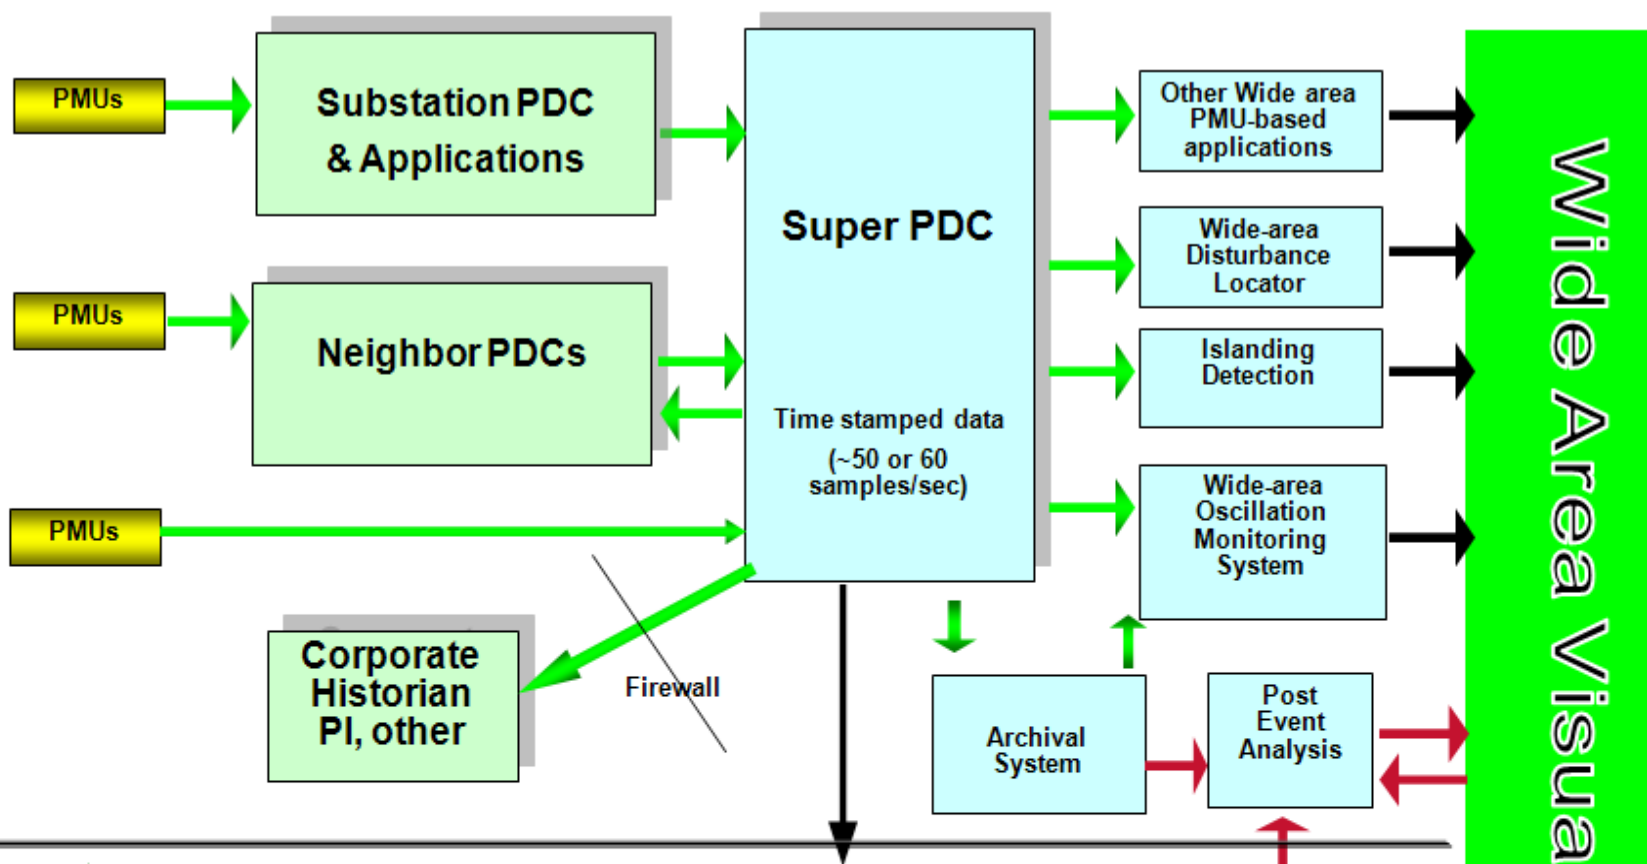 PMUs
Substation PDC
& Applications
PMUs
Neighbor PDCs
PMUs
Corporate
Historian
PI, other
Firewall
Super PDC
Time stamped data
(~50 or 60
samples/sec)
Other Wide area
PMU-based
applications
Wide-area
Disturbance
Locator
Islanding
Detection
Wide-area
Oscillation
Monitoring
System
Archival
System
Post
Event
Analysis
Wide Area Visua